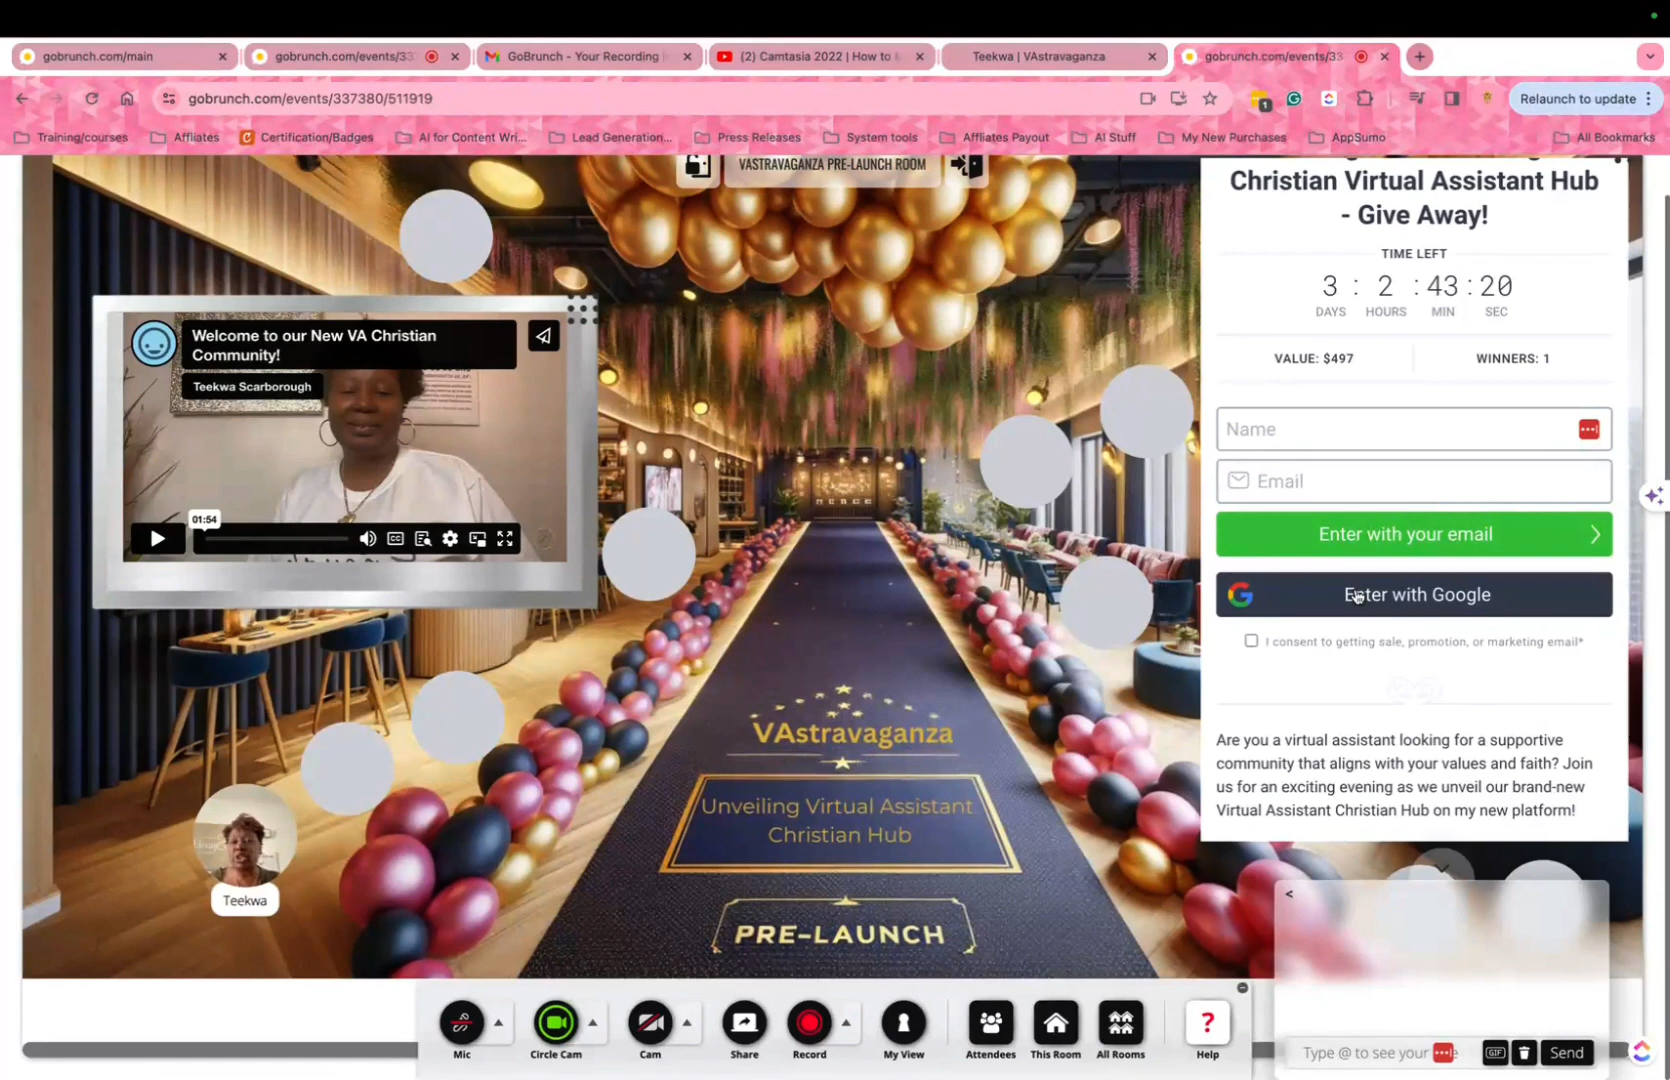 gobrunch.com/main
gobrunch.com/events/33
GoBrunch - Your Recording
(2) Camtasia 2022 | How to
Teekwa | VAstravaganza
gobrunch.com/events/33
gobrunch.com/events/337380/511919
1
Relaunch to update
Training/courses
Affliates
Certification/Badges
AI for Content Wri...
Lead Generation...
Press Releases
System tools
Affliates Payout
AI Stuff
My New Purchases
AppSumo
All Bookmarks
VASTRAVAGANZA PRE-LAUNCH ROOM
Christian Virtual Assistant Hub
- Give Away!
TIME LEFT
3 : 2 : 43 : 20
DAYS HOURS MIN SEC
VALUE: $497
WINNERS: 1
Name
Email
Enter with your email
Enter with Google
I consent to getting sale, promotion, or marketing email*
Are you a virtual assistant looking for a supportive
community that aligns with your values and faith? Join
us for an exciting evening as we unveil our brand-new
Virtual Assistant Christian Hub on my new platform!
Welcome to our New VA Christian
Community!
Teekwa Scarborough
01:54
CC
VAstravaganza
Unveiling Virtual Assistant
Christian Hub
PRE-LAUNCH
Teekwa
<
Mic
Circle Cam
Cam
Share
Record
My View
Attendees
This Room
All Rooms
?
Help
Type @ to see your
GIF
Send